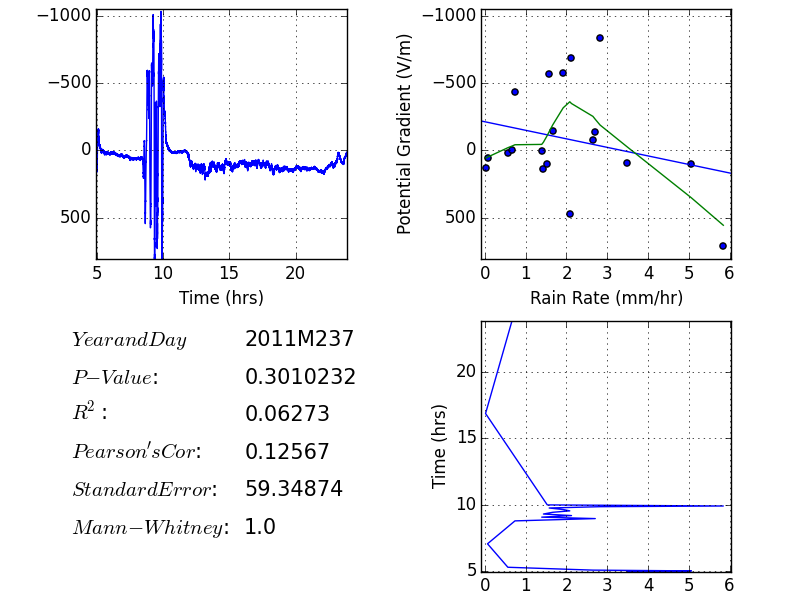 −1000
−500
0
500
5 10 15 20
Time (hrs)
Potential Gradient (V/m)
−1000
−500
0
500
0 1 2 3 4 5 6
Rain Rate (mm/hr)
YearandDay 2011M237
P−Value: 0.3010232
R² : 0.06273
Pearson′sCor: 0.12567
StandardError: 59.34874
Mann−Whitney: 1.0
Time (hrs)
20
15
10
5
0 1 2 3 4 5 6